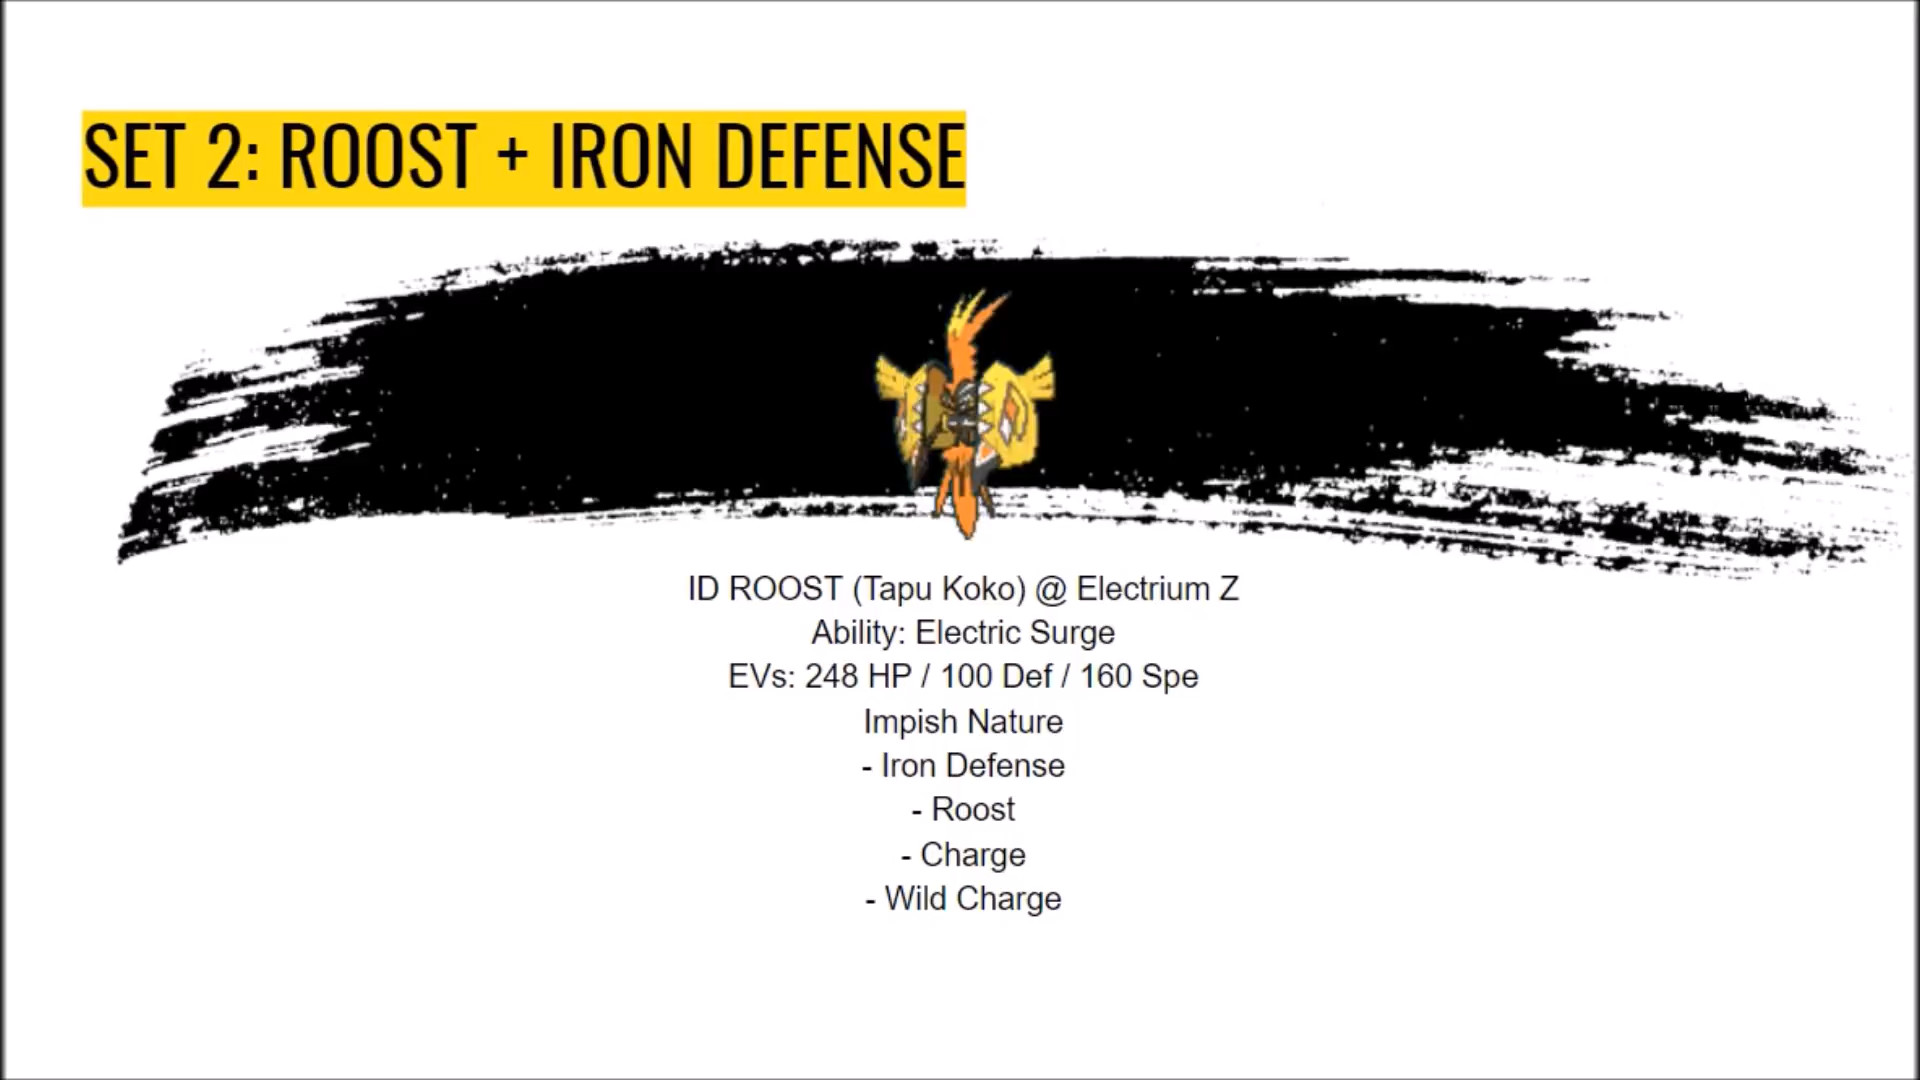 SET 2: ROOST + IRON DEFENSE
ID ROOST (Tapu Koko) @ Electrium Z
Ability: Electric Surge
EVs: 248 HP / 100 Def / 160 Spe
Impish Nature
- Iron Defense
- Roost
- Charge
- Wild Charge